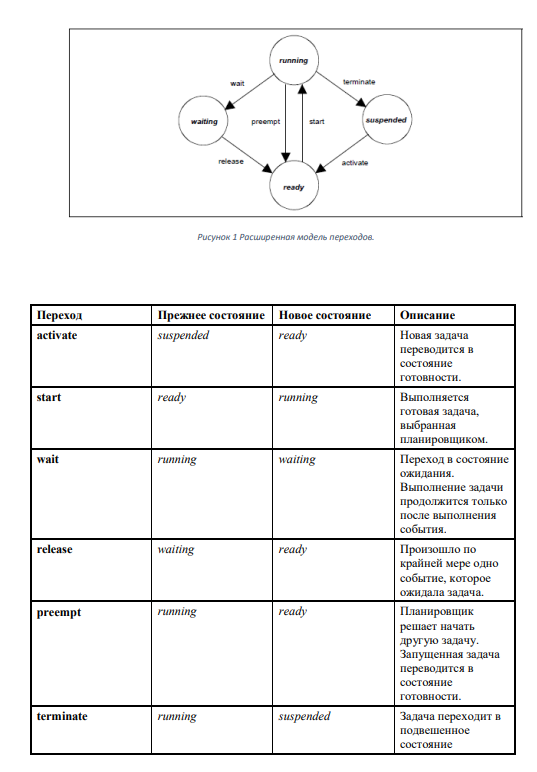 running
wait
terminate
waiting
preempt
start
suspended
release
activate
ready
Рисунок 1 Расширенная модель переходов.
Переход Прежнее состояние Новое состояние Описание
activate suspended ready Новая задача
переводится в
состояние
готовности.
start ready running Выполняется
готовая задача,
выбранная
планировщиком.
wait running waiting Переход в состояние
ожидания.
Выполнение задачи
продолжится только
после выполнения
события.
release waiting ready Произошло по
крайней мере одно
событие, которое
ожидала задача.
preempt running ready Планировщик
решает начать
другую задачу.
Запущенная задача
переводится в
состояние
готовности.
terminate running suspended Задача переходит в
подвешенное
состояние